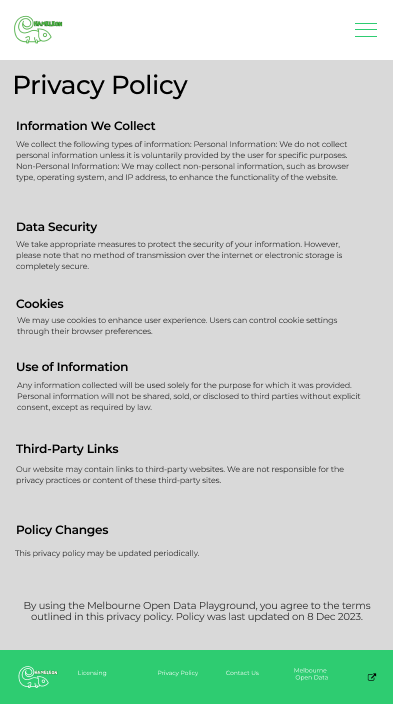 HAMELEON
Privacy Policy
Information We Collect
We collect the following types of information: Personal Information: We do not collect
personal information unless it is voluntarily provided by the user for specific purposes.
Non-Personal Information: We may collect non-personal information, such as browser
type, operating system, and IP address, to enhance the functionality of the website.
Data Security
We take appropriate measures to protect the security of your information. However,
please note that no method of transmission over the internet or electronic storage is
completely secure.
Cookies
We may use cookies to enhance user experience. Users can control cookie settings
through their browser preferences.
Use of Information
Any information collected will be used solely for the purpose for which it was provided.
Personal information will not be shared, sold, or disclosed to third parties without explicit
consent, except as required by law.
Third-Party Links
Our website may contain links to third-party websites. We are not responsible for the
privacy practices or content of these third-party sites.
Policy Changes
This privacy policy may be updated periodically.
By using the Melbourne Open Data Playground, you agree to the terms
outlined in this privacy policy. Policy was last updated on 8 Dec 2023.
HAMELEON
Licensing
Privacy Policy
Contact Us
Melbourne
Open Data